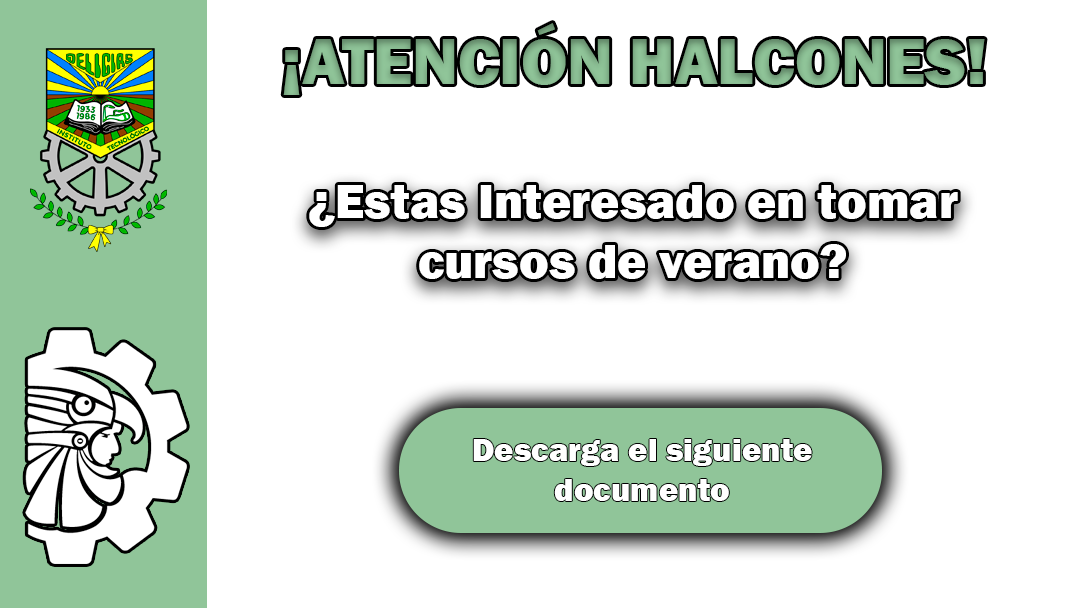 DELICIAS
1933
1986
INSTITUTO TECNOLÓGICO
¡ATENCIÓN HALCONES!
¿Estas Interesado en tomar
cursos de verano?
Descarga el siguiente
documento